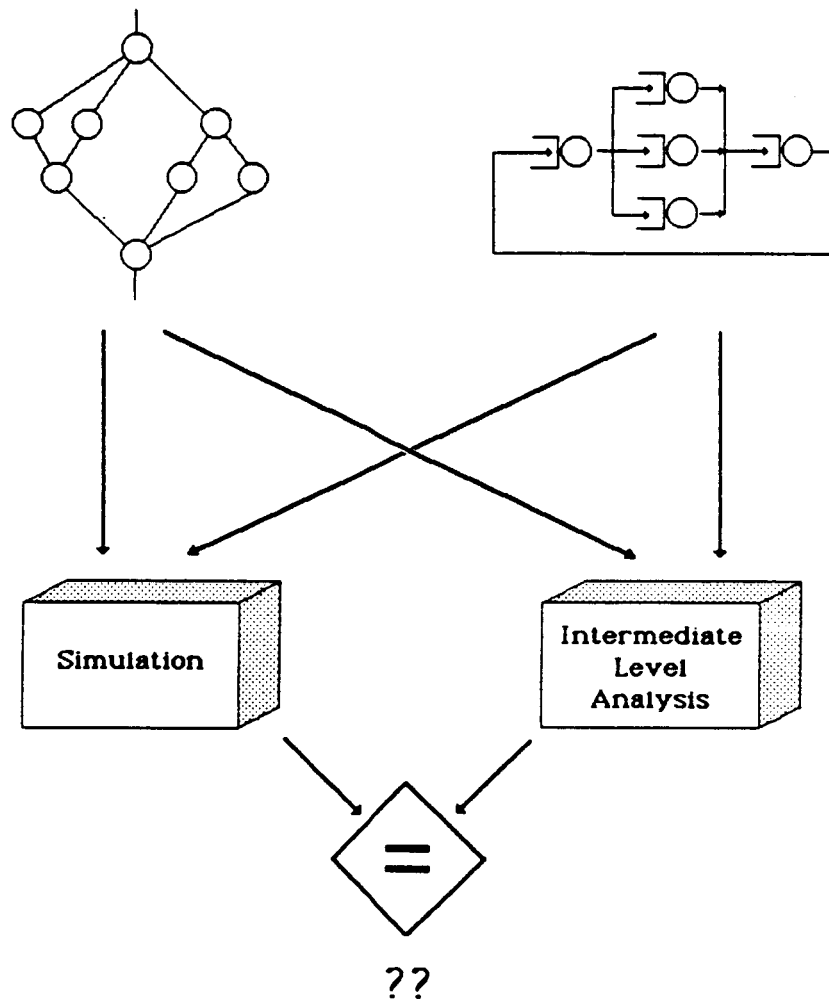 Simulation
Intermediate
Level
Analysis
=
??